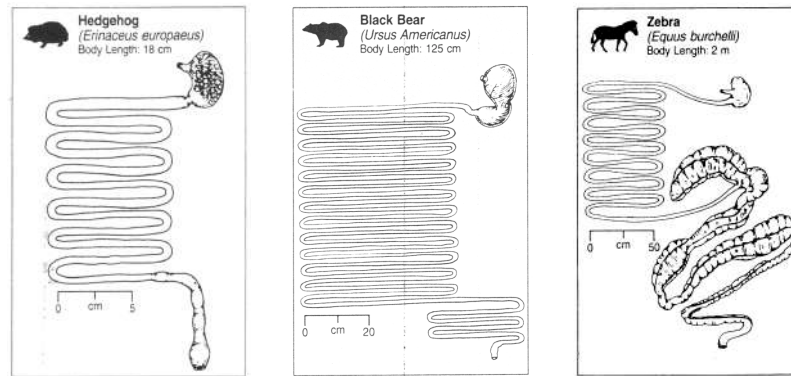 Hedgehog
(Erinaceus europaeus)
Body Length: 18 cm
0 cm 5
Black Bear
(Ursus Americanus)
Body Length: 125 cm
0 cm 20
Zebra
(Equus burchelli)
Body Length: 2 m
0 cm 50